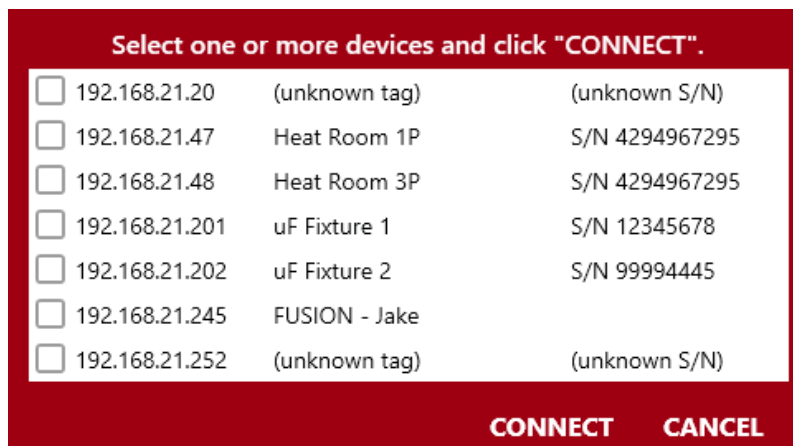 Select one or more devices and click "CONNECT".
192.168.21.20 (unknown tag) (unknown S/N)
192.168.21.47 Heat Room 1P S/N 4294967295
192.168.21.48 Heat Room 3P S/N 4294967295
192.168.21.201 uF Fixture 1 S/N 12345678
192.168.21.202 uF Fixture 2 S/N 99994445
192.168.21.245 FUSION - Jake
192.168.21.252 (unknown tag) (unknown S/N)
CONNECT CANCEL